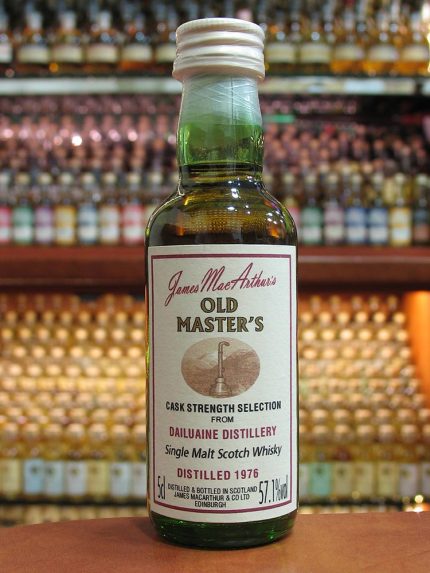 James MacArthur's
OLD
MASTER'S
CASK STRENGTH SELECTION
FROM
DAILUAINE DISTILLERY
Single Malt Scotch Whisky
DISTILLED 1976
5cl DISTILLED & BOTTLED IN SCOTLAND 57.1%vol
JAMES MACARTHUR & CO LTD
EDINBURGH